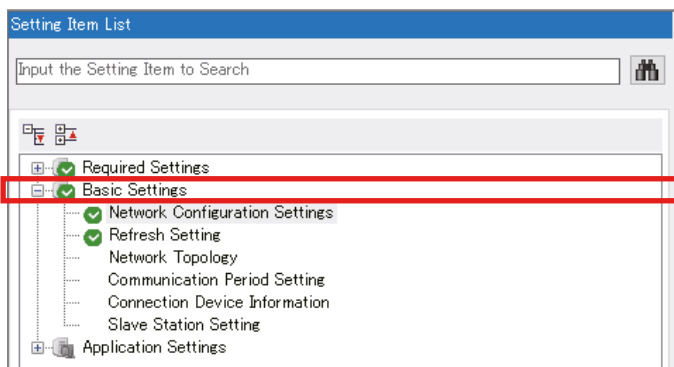 Setting Item List
Input the Setting Item to Search
Required Settings
Basic Settings
Network Configuration Settings
Refresh Setting
Network Topology
Communication Period Setting
Connection Device Information
Slave Station Setting
Application Settings